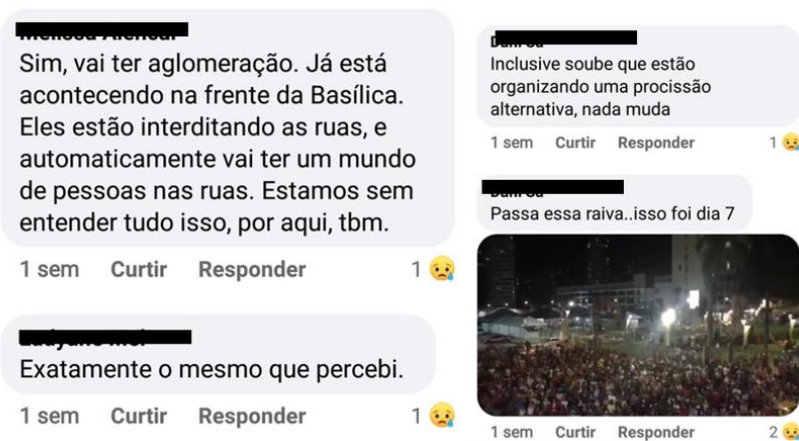 Sim, vai ter aglomeração. Já está
acontecendo na frente da Basílica.
Eles estão interditando as ruas, e
automaticamente vai ter um mundo
de pessoas nas ruas. Estamos sem
entender tudo isso, por aqui, tbm.
1 sem Curtir Responder 1
Exatamente o mesmo que percebi.
1 sem Curtir Responder 1
Inclusive soube que estão
organizando uma procissão
alternativa, nada muda
1 sem Curtir Responder 1
Passa essa raiva..isso foi dia 7
1 sem Curtir Responder 2